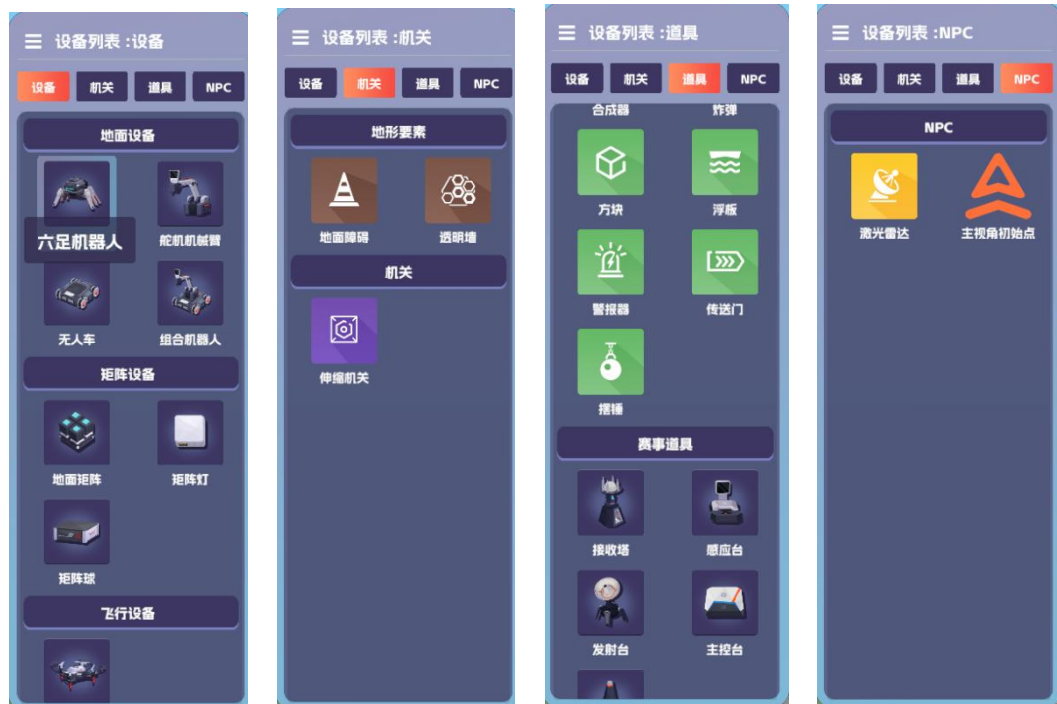 设备列表 :设备
设备 机关 道具 NPC
地面设备
六足机器人 舵机机械臂
无人车 组合机器人
矩阵设备
地面矩阵 矩阵灯
矩阵球
飞行设备
设备列表 :机关
设备 机关 道具 NPC
地形要素
地面障碍 透明墙
机关
伸缩机关
设备列表 :道具
设备 机关 道具 NPC
合成器 炸弹
方块 浮板
警报器 传送门
摆锤
赛事道具
接收塔 感应台
发射台 主控台
设备列表 :NPC
设备 机关 道具 NPC
NPC
激光雷达 主视角初始点